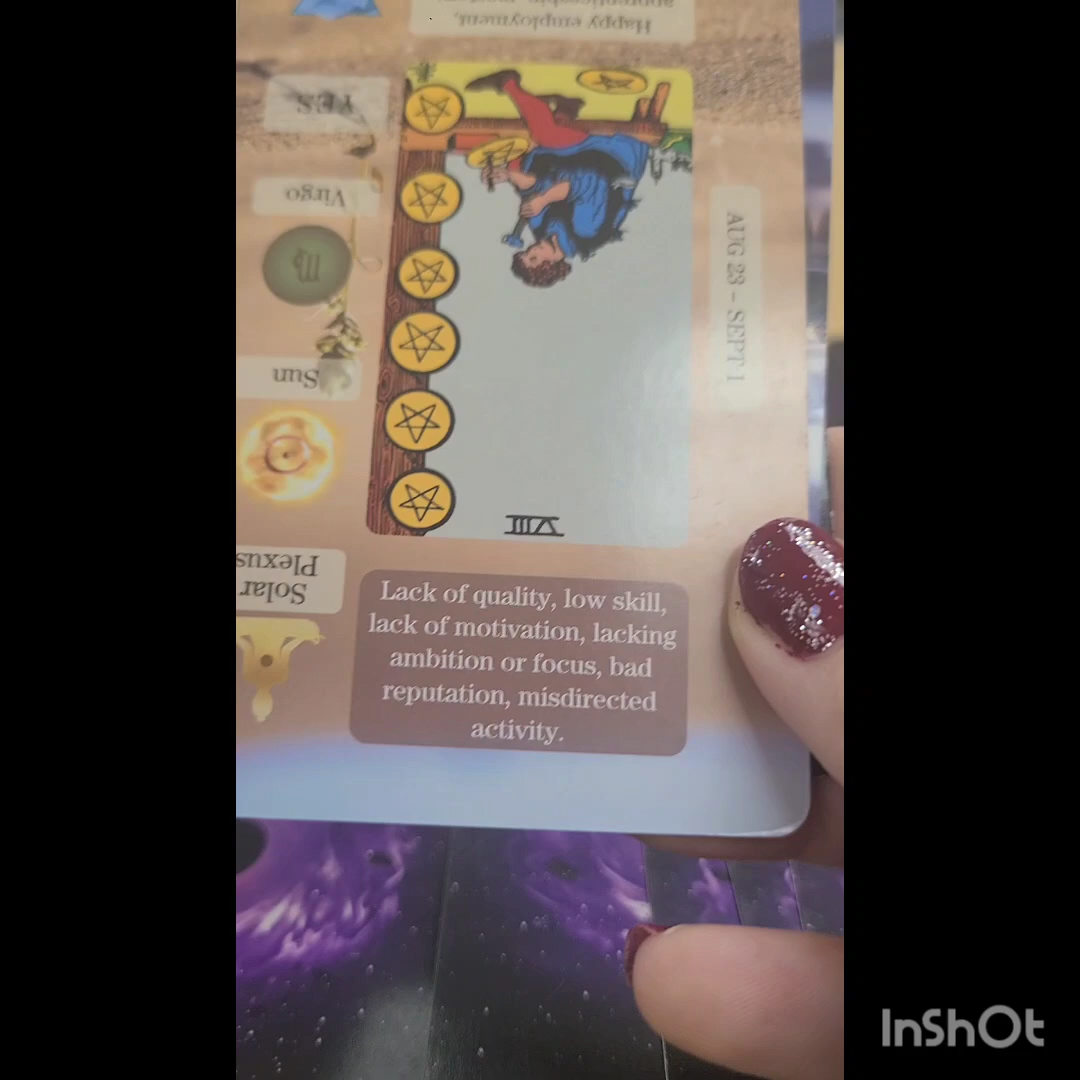 Happy employment,
YES
Virgo
AUG 23 – SEPT 1
Sun
VIII
Solar
Plexus
Lack of quality, low skill,
lack of motivation, lacking
ambition or focus, bad
reputation, misdirected
activity.
InShOt